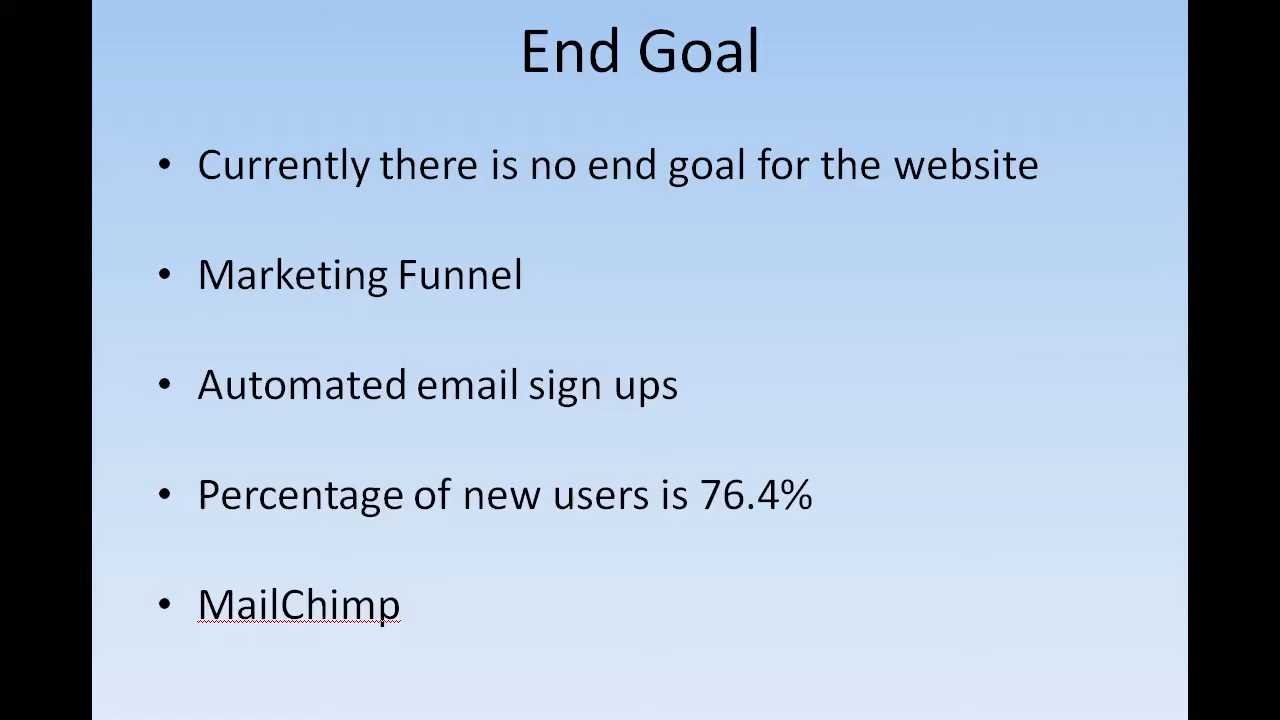 End Goal
• Currently there is no end goal for the website
• Marketing Funnel
• Automated email sign ups
• Percentage of new users is 76.4%
• MailChimp